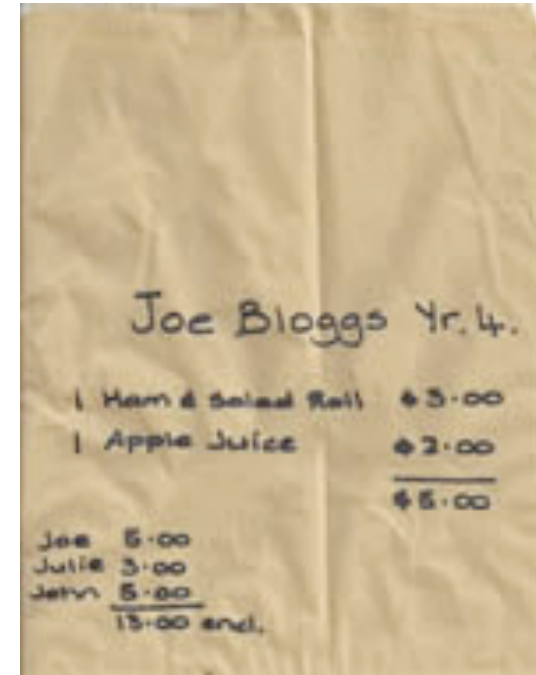 Joe Bloggs Yr. 4.
1 Ham & Salad Roll $3.00
1 Apple Juice $2.00
$5.00
Joe 5.00
Julie 3.00
John 5.00
13.00 encl.